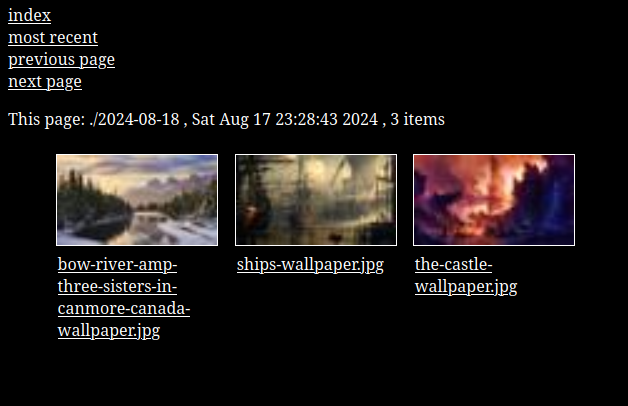 index
most recent
previous page
next page
This page: ./2024-08-18 , Sat Aug 17 23:28:43 2024 , 3 items
bow-river-amp-
three-sisters-in-
canmore-canada-
wallpaper.jpg
ships-wallpaper.jpg
the-castle-
wallpaper.jpg